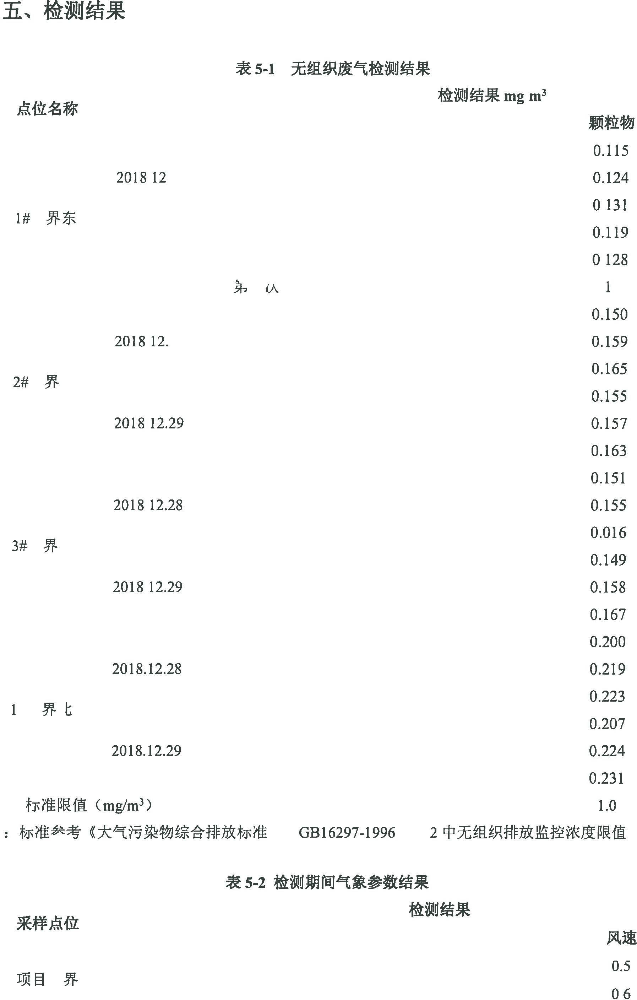 五、检测结果
表 5-1 无组织废气检测结果
检测结果 mg m³
点位名称
颗粒物
0.115
2018 12
0.124
0 131
1# 界东
0.119
0 128
1
0.150
2018 12.
0.159
0.165
2# 界
0.155
2018 12.29
0.157
0.163
0.151
2018 12.28
0.155
0.016
3# 界
0.149
2018 12.29
0.158
0.167
0.200
2018.12.28
0.219
0.223
1 界
0.207
2018.12.29
0.224
0.231
标准限值（mg/m³） 1.0
：标准参考《大气污染物综合排放标准 GB16297-1996 2 中无组织排放监控浓度限值
表 5-2 检测期间气象参数结果
检测结果
采样点位
风速
0.5
项目 界
0 6